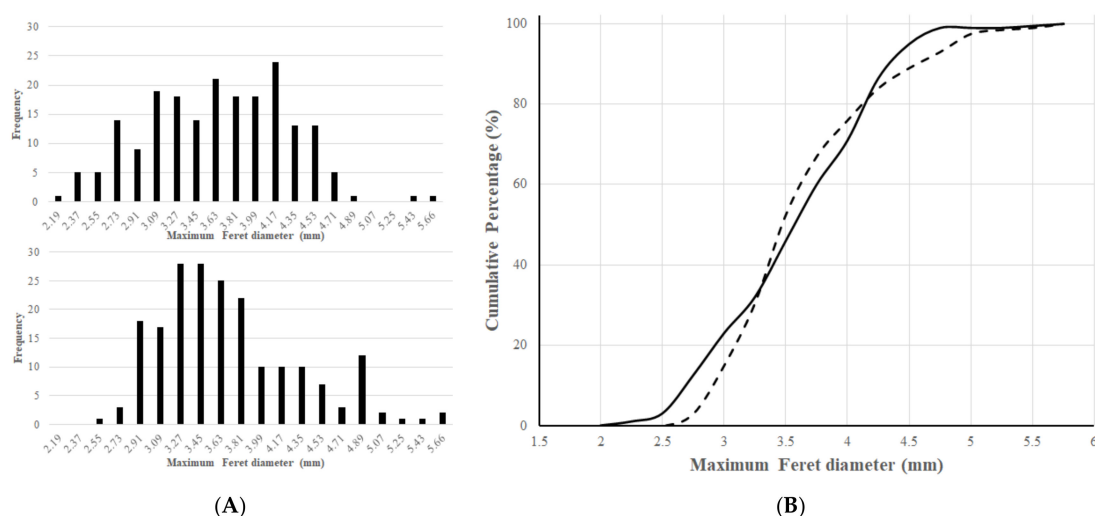 30
25
20
15
10
5
0
Frequency
2.19 2.37 2.55 2.73 2.91 3.09 3.27 3.45 3.63 3.81 3.99 4.17 4.35 4.53 4.71 4.89 5.07 5.25 5.43 5.66
Maximum Feret diameter (mm)
30
25
20
15
10
5
0
Frequency
2.19 2.37 2.55 2.73 2.91 3.09 3.27 3.45 3.63 3.81 3.99 4.17 4.35 4.53 4.71 4.89 5.07 5.25 5.43 5.66
Maximum Feret diameter (mm)
(A)
100
80
60
40
20
0
Cumulative Percentage (%)
1.5 2 2.5 3 3.5 4 4.5 5 5.5 6
Maximum Feret diameter (mm)
(B)